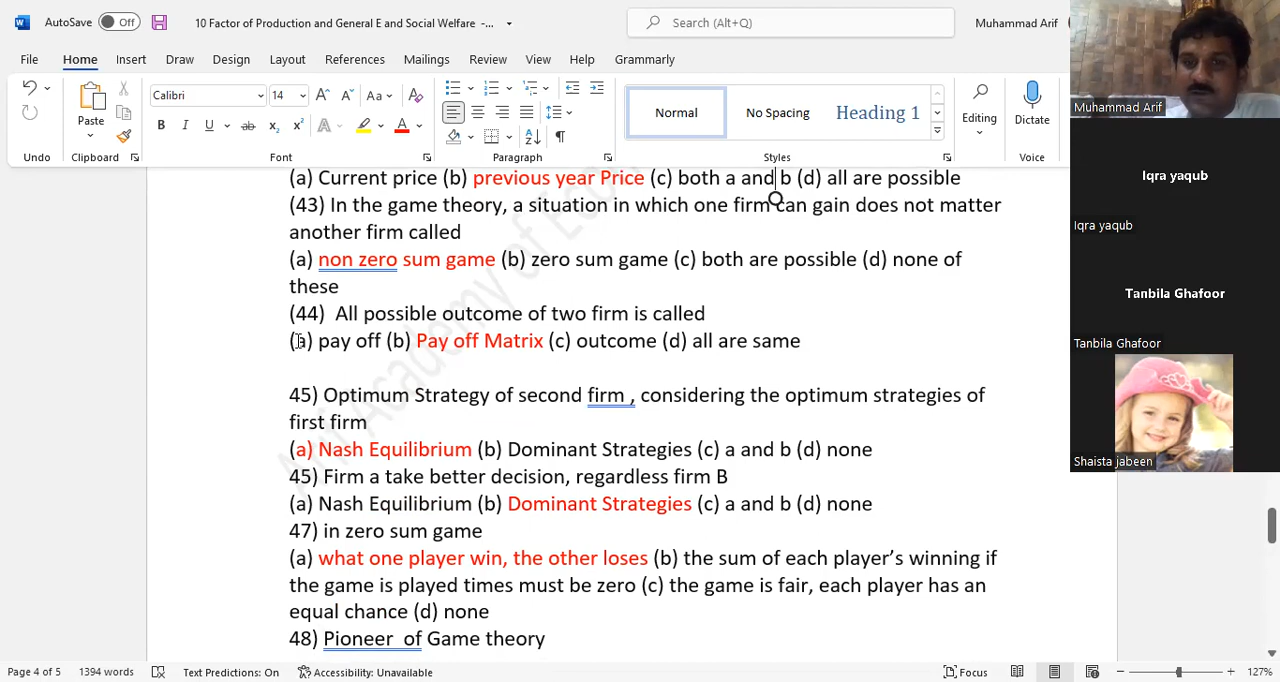 AutoSave Off 10 Factor of Production and General E and Social Welfare -... Search (Alt+Q) Muhammad Arif
File Home Insert Draw Design Layout References Mailings Review View Help Grammarly
Calibri 14 Aa Normal No Spacing Heading 1
Paste Editing Dictate
Undo Clipboard Font Paragraph Styles Voice
(a) Current price (b) previous year Price (c) both a and b (d) all are possible
(43) In the game theory, a situation in which one firm can gain does not matter
another firm called
(a) non zero sum game (b) zero sum game (c) both are possible (d) none of
these
(44) All possible outcome of two firm is called
(a) pay off (b) Pay off Matrix (c) outcome (d) all are same
45) Optimum Strategy of second firm , considering the optimum strategies of
first firm
(a) Nash Equilibrium (b) Dominant Strategies (c) a and b (d) none
45) Firm a take better decision, regardless firm B
(a) Nash Equilibrium (b) Dominant Strategies (c) a and b (d) none
47) in zero sum game
(a) what one player win, the other loses (b) the sum of each player's winning if
the game is played times must be zero (c) the game is fair, each player has an
equal chance (d) none
48) Pioneer of Game theory
Page 4 of 5 1394 words Text Predictions: On Accessibility: Unavailable Focus 127%
Muhammad Arif
Iqra yaqub
Iqra yaqub
Tanbila Ghafoor
Tanbila Ghafoor
Shaista jabeen